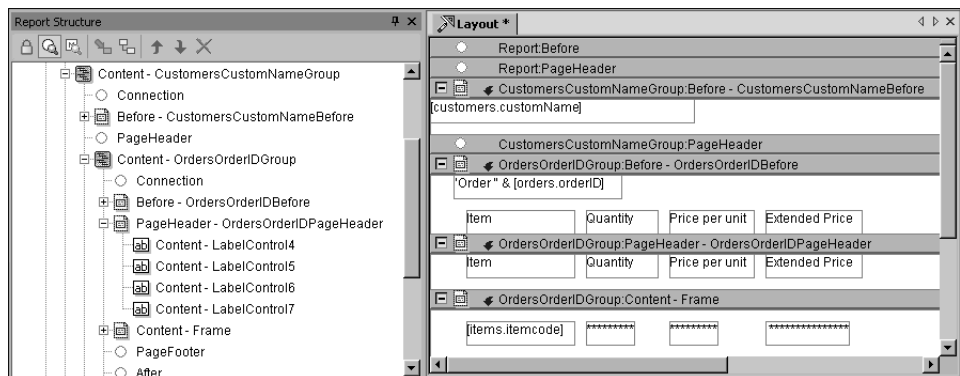 Report Structure
Content - CustomersCustomNameGroup
Connection
Before - CustomersCustomNameBefore
PageHeader
Content - OrdersOrderIDGroup
Connection
Before - OrdersOrderIDBefore
PageHeader - OrdersOrderIDPageHeader
Content - LabelControl4
Content - LabelControl5
Content - LabelControl6
Content - LabelControl7
Content - Frame
PageFooter
After
Layout *
Report:Before
Report:PageHeader
CustomersCustomNameGroup:Before - CustomersCustomNameBefore
[customers.customName]
CustomersCustomNameGroup:PageHeader
OrdersOrderIDGroup:Before - OrdersOrderIDBefore
"Order " & [orders.orderID]
Item Quantity Price per unit Extended Price
OrdersOrderIDGroup:PageHeader - OrdersOrderIDPageHeader
Item Quantity Price per unit Extended Price
OrdersOrderIDGroup:Content - Frame
[items.itemcode] ********* ********* ***************